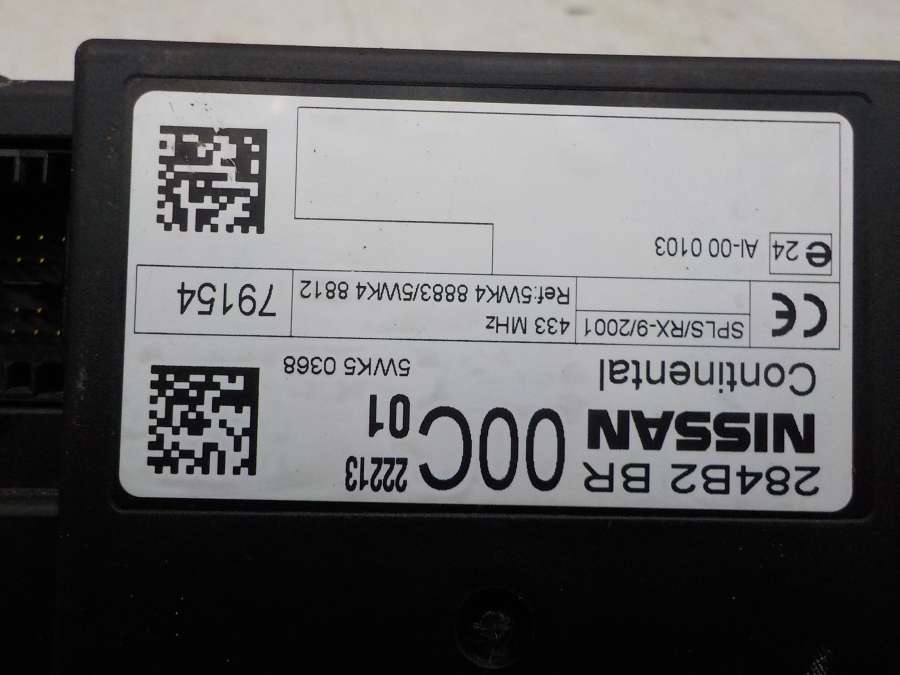 284B2 BR 00C 22213
NISSAN 01
Continental 5WK5 0368
CE SPLS/RX-9/2001 433 MHz 79154
Ref:5WK4 8883/5WK4 8812
e24 AI-00 0103